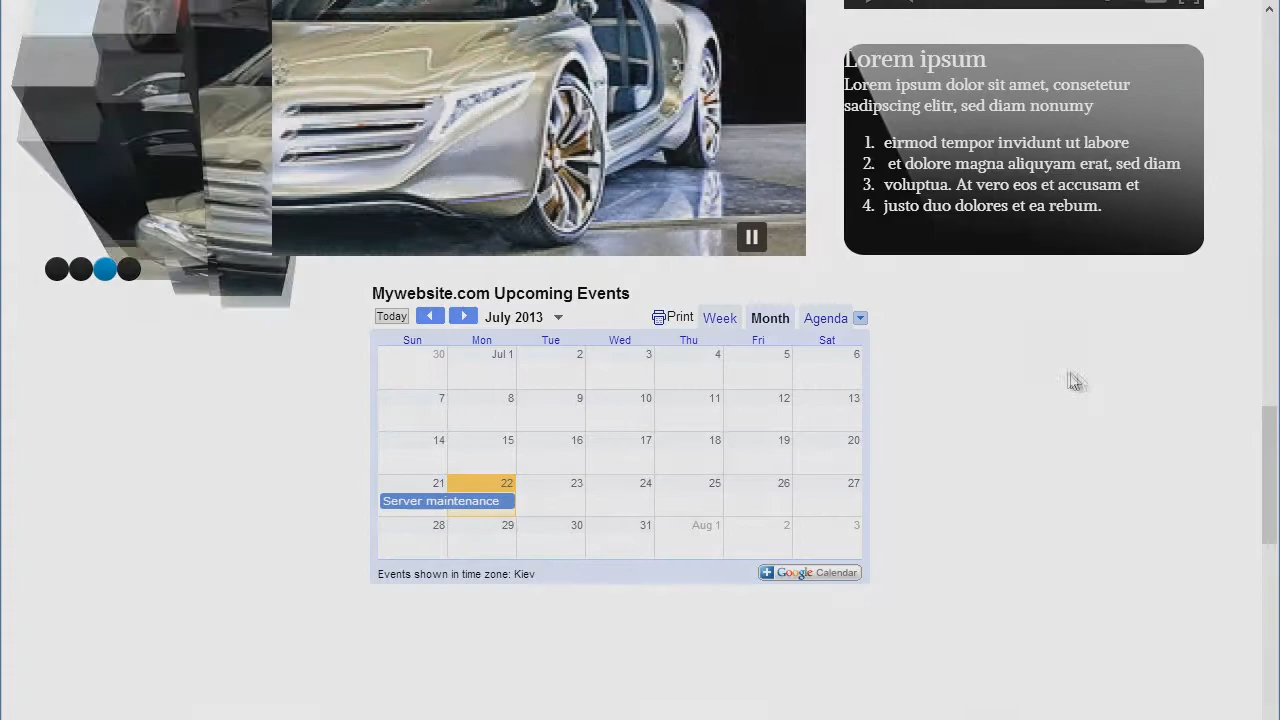 Lorem ipsum
Lorem ipsum dolor sit amet, consetetur
sadipscing elitr, sed diam nonumy
1. eirmod tempor invidunt ut labore
2. et dolore magna aliquyam erat, sed diam
3. voluptua. At vero eos et accusam et
4. justo duo dolores et ea rebum.
Mywebsite.com Upcoming Events
Today July 2013 Print Week Month Agenda
Sun Mon Tue Wed Thu Fri Sat
30 Jul 1 2 3 4 5 6
7 8 9 10 11 12 13
14 15 16 17 18 19 20
21 22 23 24 25 26 27
Server maintenance
28 29 30 31 Aug 1 2 3
Events shown in time zone: Kiev
Google Calendar